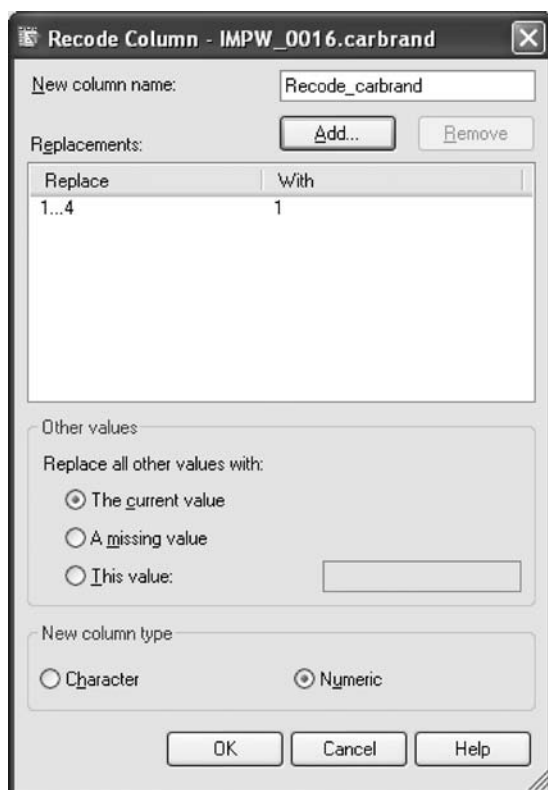 Recode Column - IMPW_0016.carbrand
New column name: Recode_carbrand
Add... Remove
Replacements:
Replace With
1...4 1
Other values
Replace all other values with:
The current value
A missing value
This value:
New column type
Character Numeric
OK Cancel Help